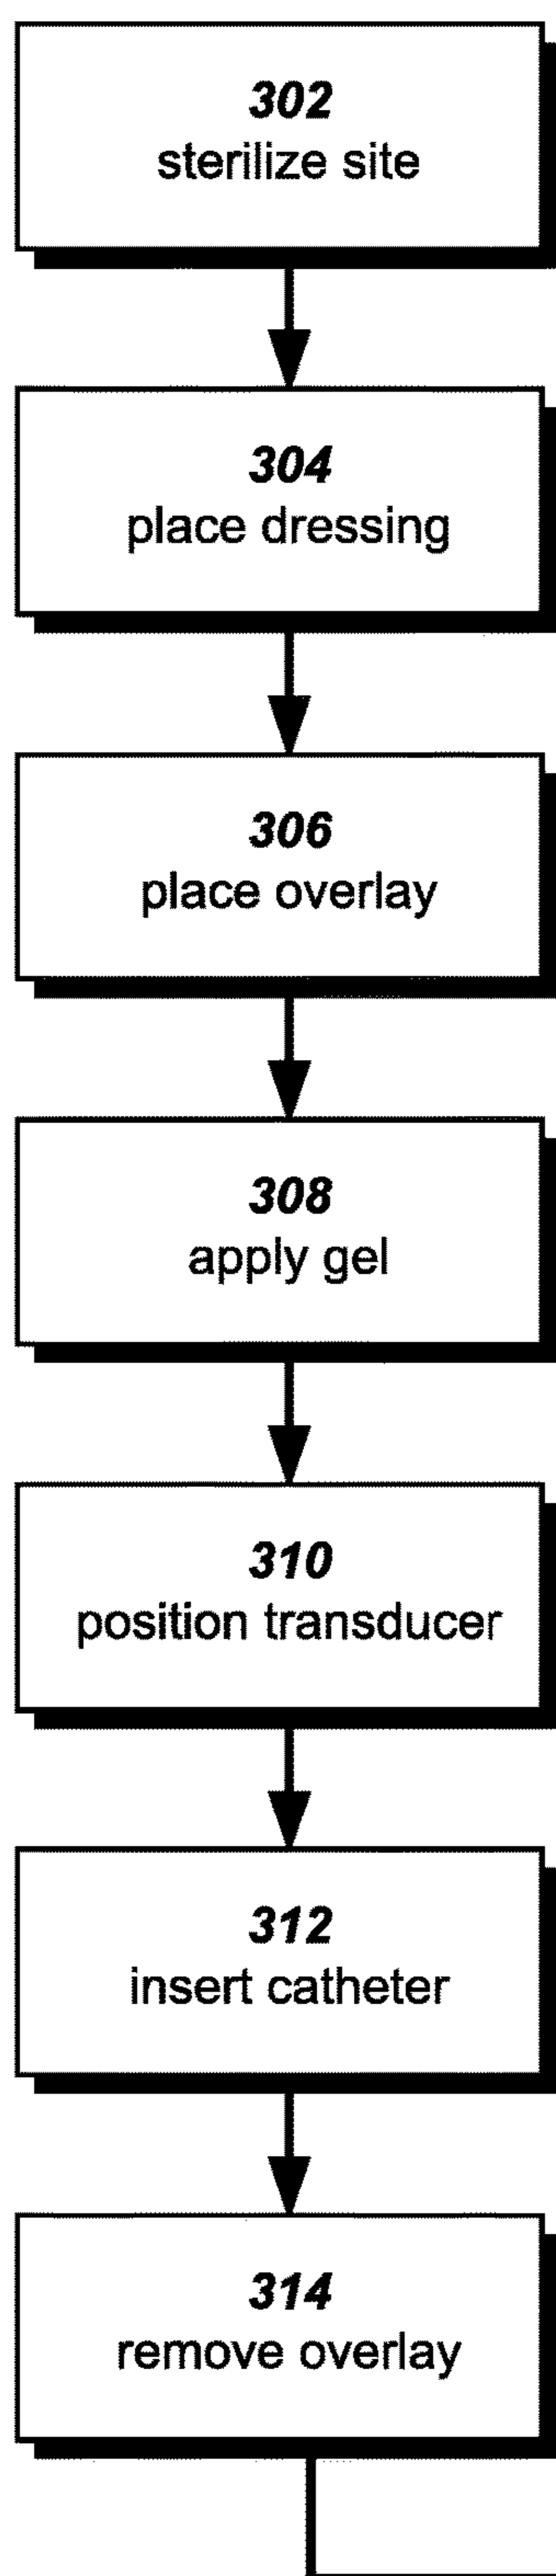 302
sterilize site
304
place dressing
306
place overlay
308
apply gel
310
position transducer
312
insert catheter
314
remove overlay